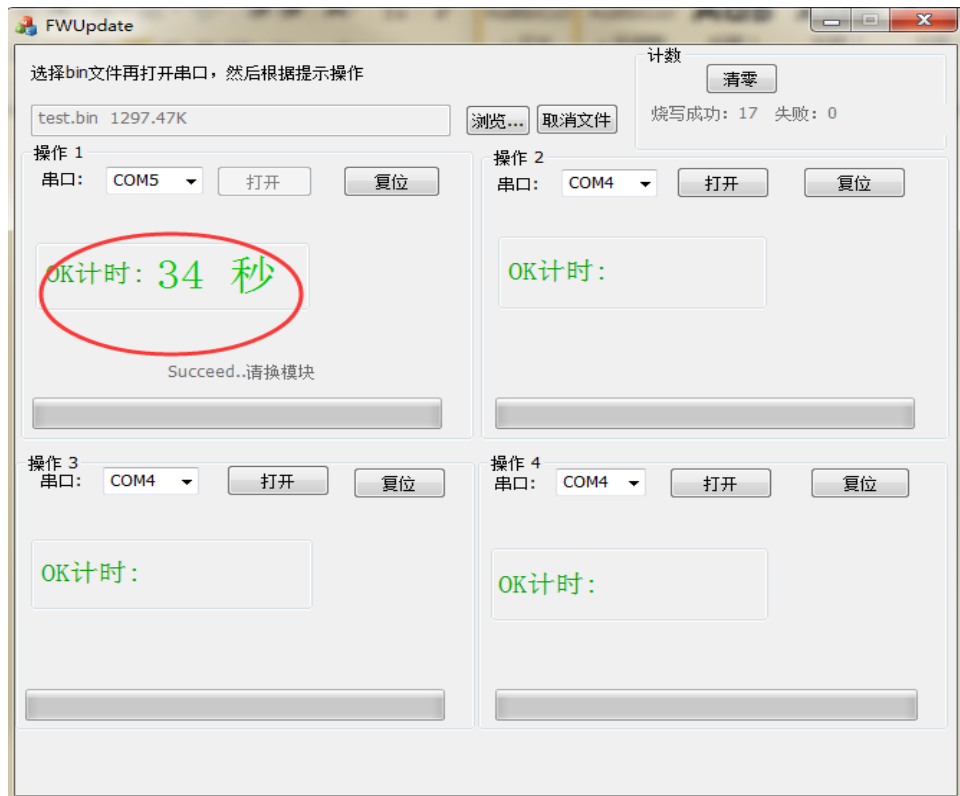 FWUpdate
选择bin文件再打开串口，然后根据提示操作
计数
清零
test.bin 1297.47K
浏览...
取消文件
烧写成功: 17 失败: 0
操作 1
串口: COM5 打开 复位
OK计时: 34 秒
Succeed..请换模块
操作 2
串口: COM4 打开 复位
OK计时:
操作 3
串口: COM4 打开 复位
OK计时:
操作 4
串口: COM4 打开 复位
OK计时: